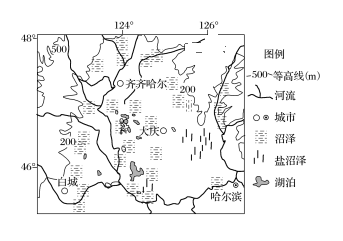 124° 126°
48°
500
图例
500 等高线(m)
齐齐哈尔
200
河流
大庆
城市
沼泽
200
盐沼泽
46°
白城
哈尔滨
湖泊